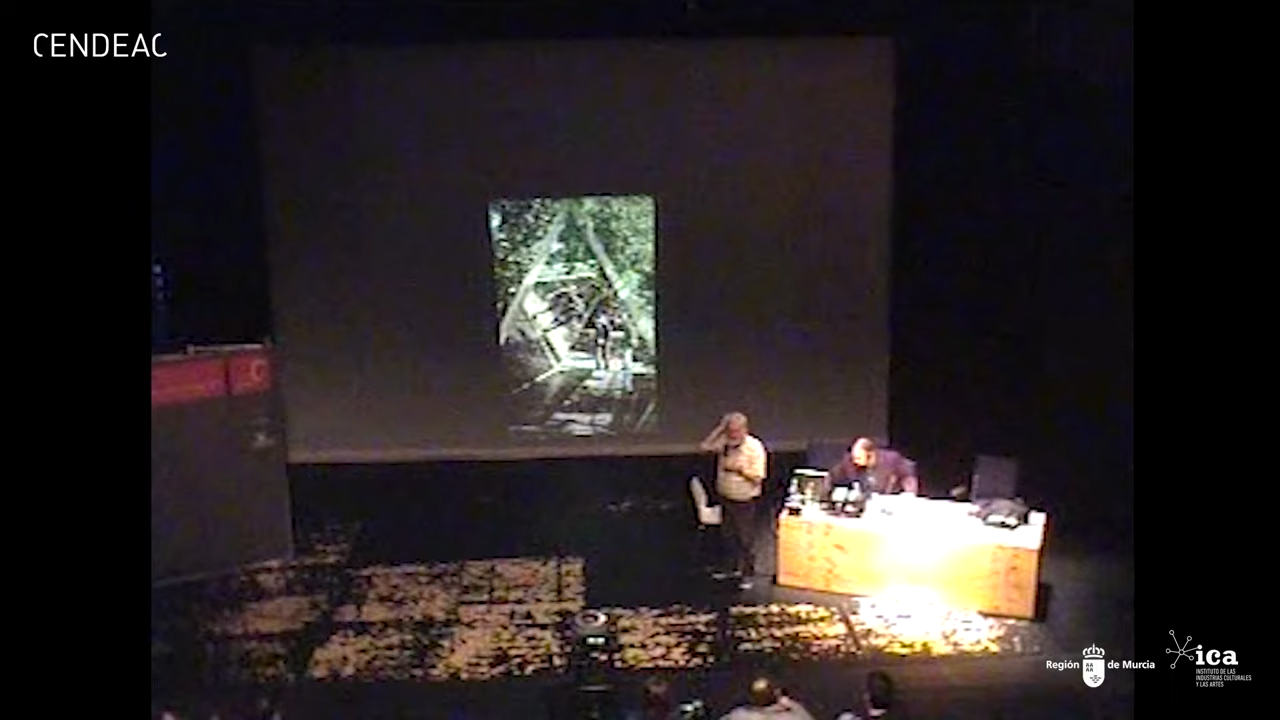 CENDEAC
Región de Murcia
ica
INSTITUTO DE LAS
INDUSTRIAS CULTURALES
Y LAS ARTES